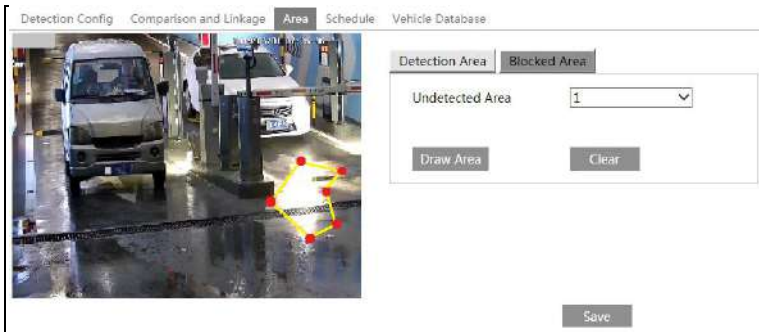 Detection Config Comparison and Linkage Area Schedule Vehicle Database
Detection Area Blocked Area
Undetected Area 1
Draw Area Clear
Save